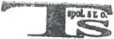 TS
spol. s r. o.